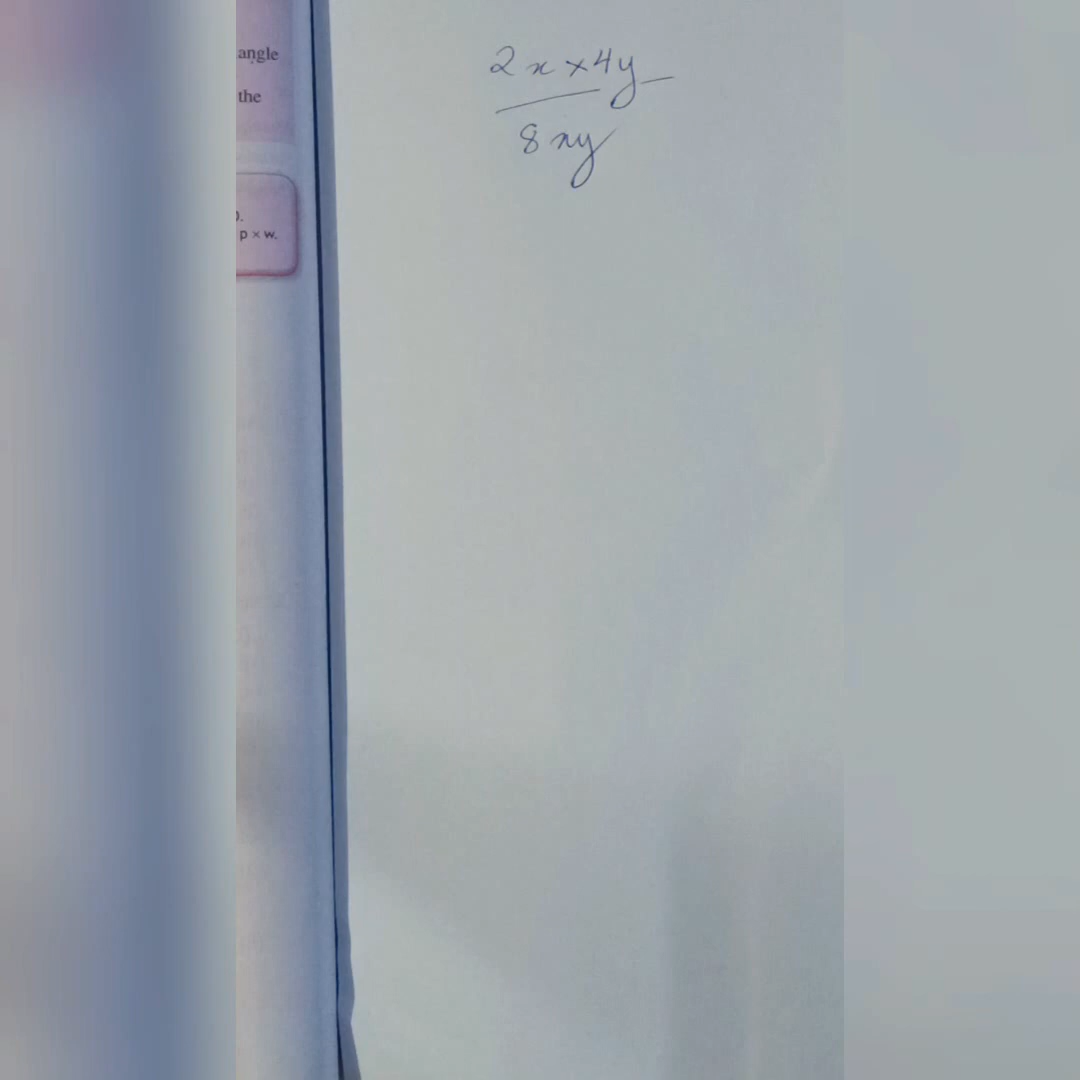 angle
the
).
p × w.
2x × 4y
8xy